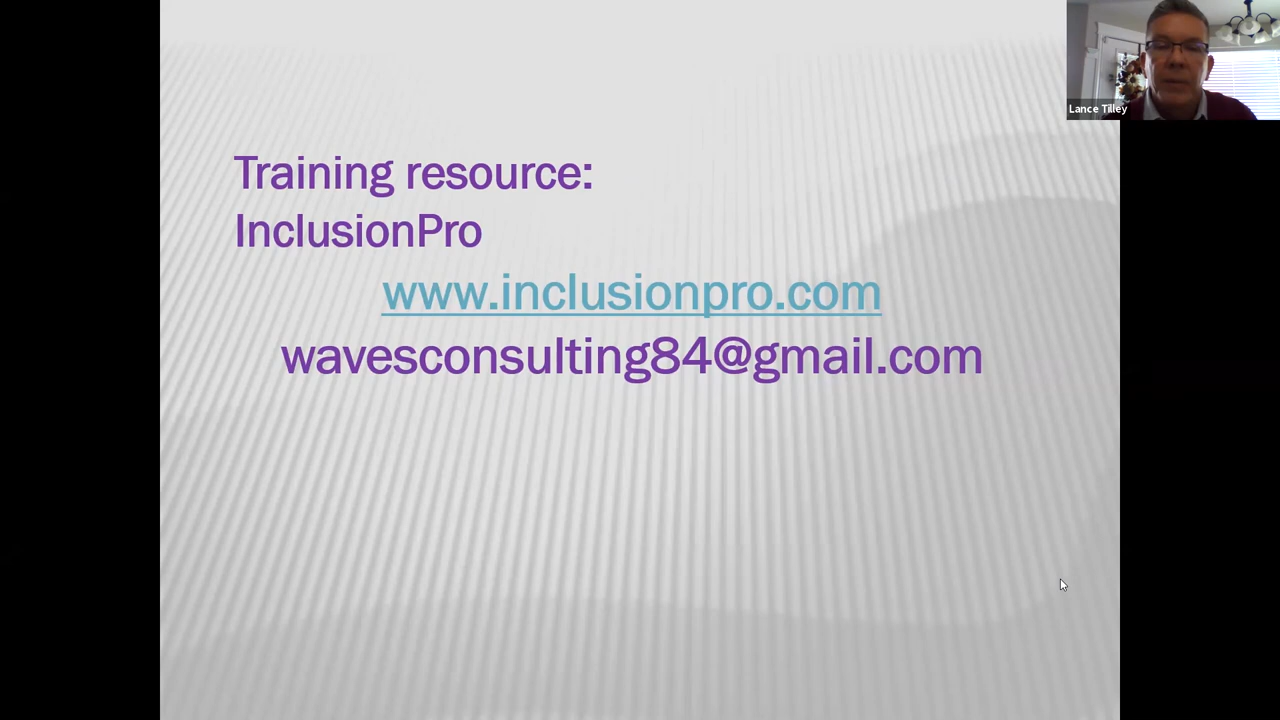 Lance Tilley
Training resource:
InclusionPro
www.inclusionpro.com
wavesconsulting84@gmail.com